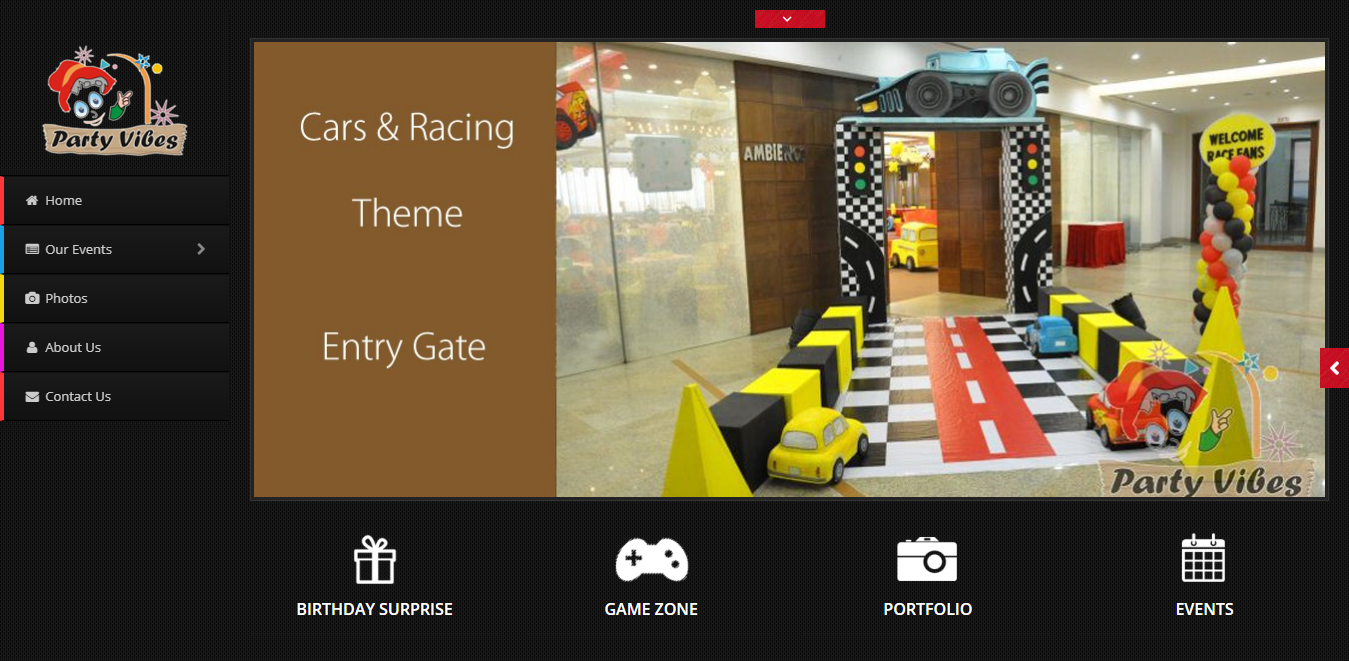 Party Vibes
Home
Our Events
Photos
About Us
Contact Us
Cars & Racing
Theme
Entry Gate
AMBIENCE
WELCOME
RACE FANS
Party Vibes
BIRTHDAY SURPRISE
GAME ZONE
PORTFOLIO
EVENTS